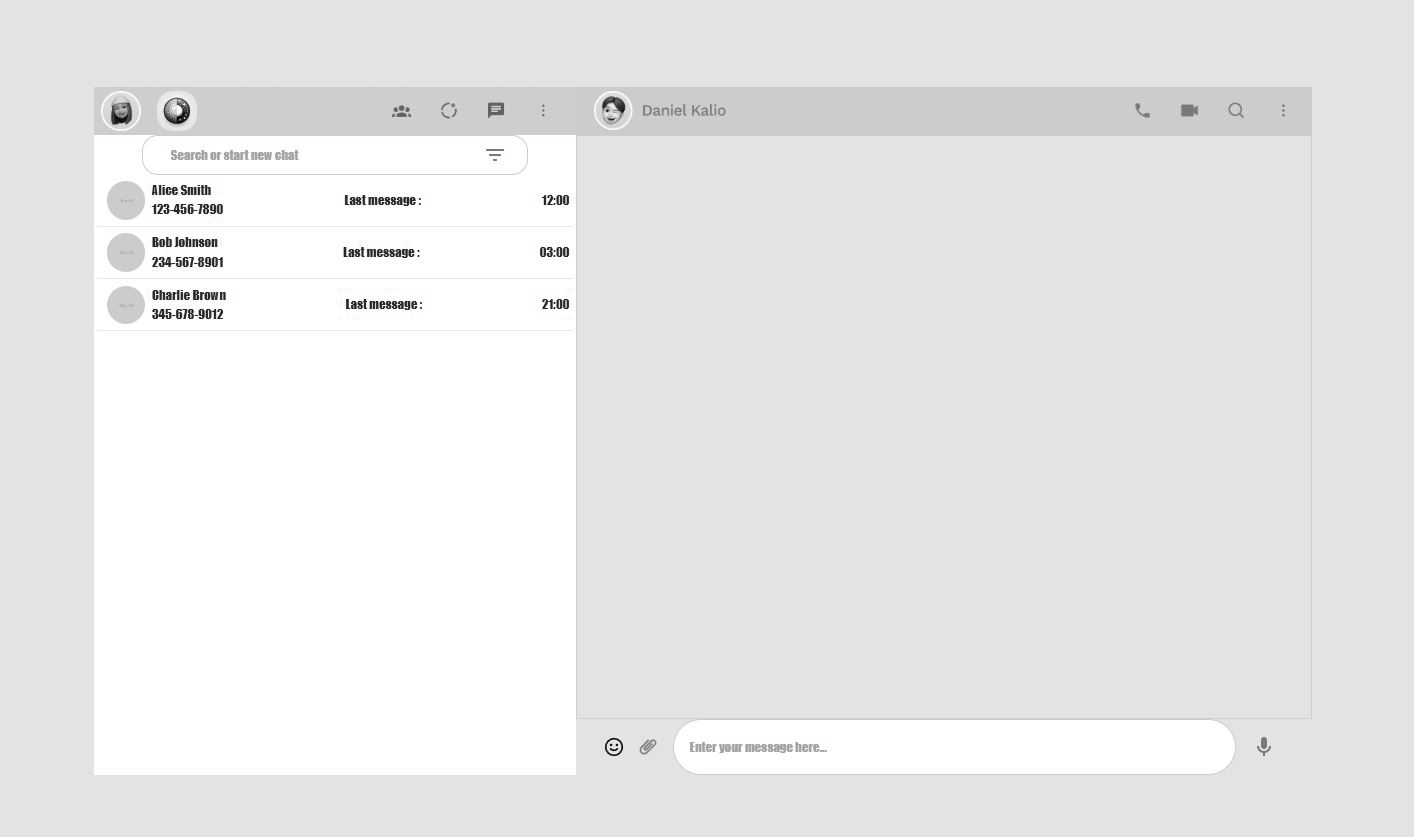 Daniel Kalio
Search or start new chat
Alice Smith
123-456-7890
Last message :
12:00
Bob Johnson
234-567-8901
Last message :
03:00
Charlie Brown
345-678-9012
Last message :
21:00
Enter your message here...